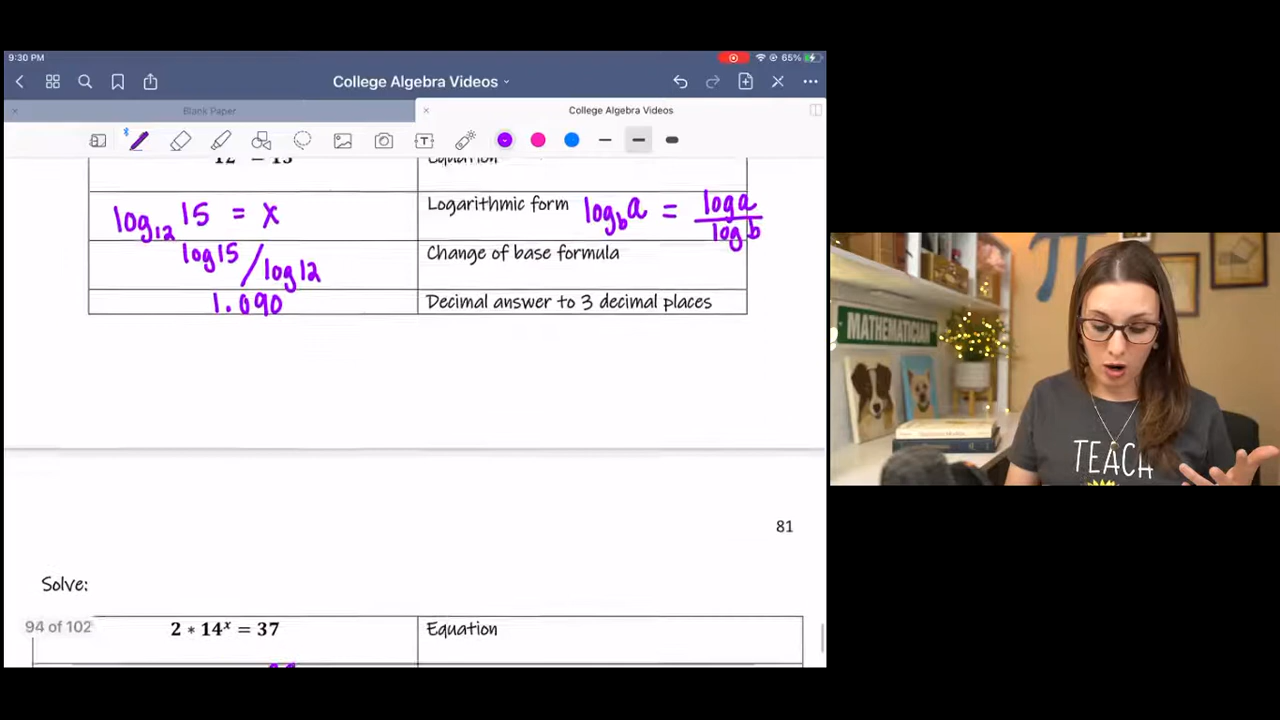 9:30 PM
65%
College Algebra Videos
Blank Paper
College Algebra Videos
Equation
log₁₂ 15 = x
Logarithmic form
log_b a = log a / log b
log 15 / log 12
Change of base formula
1.090
Decimal answer to 3 decimal places
81
Solve:
94 of 102
2 ∗ 14ˣ = 37
Equation
MATHEMATICIAN
TEACH